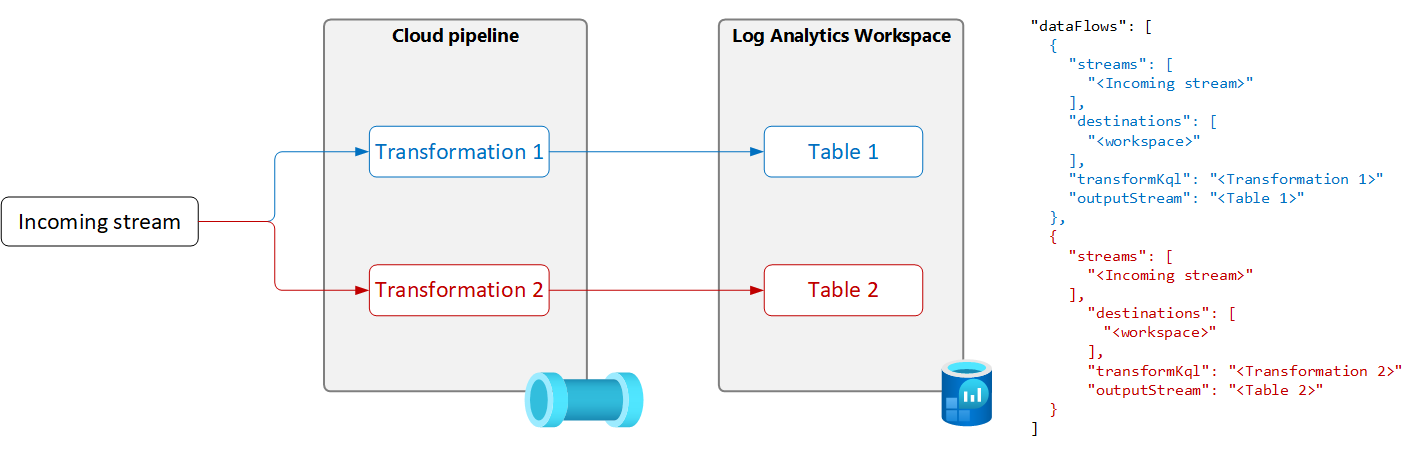 Cloud pipeline
Log Analytics Workspace
Incoming stream
Transformation 1
Table 1
Transformation 2
Table 2
"dataFlows": [
{
"streams": [
"<Incoming stream>"
],
"destinations": [
"<workspace>"
],
"transformKql": "<Transformation 1>"
"outputStream": "<Table 1>"
},
{
"streams": [
"<Incoming stream>"
],
"destinations": [
"<workspace>"
],
"transformKql": "<Transformation 2>"
"outputStream": "<Table 2>"
}
]